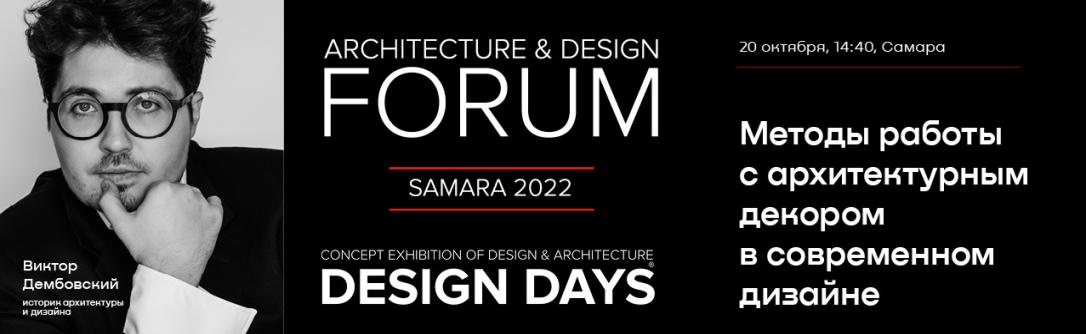 Виктор
Дембовский
историк архитектуры
и дизайна
ARCHITECTURE & DESIGN
FORUM
SAMARA 2022
CONCEPT EXHIBITION OF DESIGN & ARCHITECTURE
DESIGN DAYS®
20 октября, 14:40, Самара
Методы работы
с архитектурным
декором
в современном
дизайне